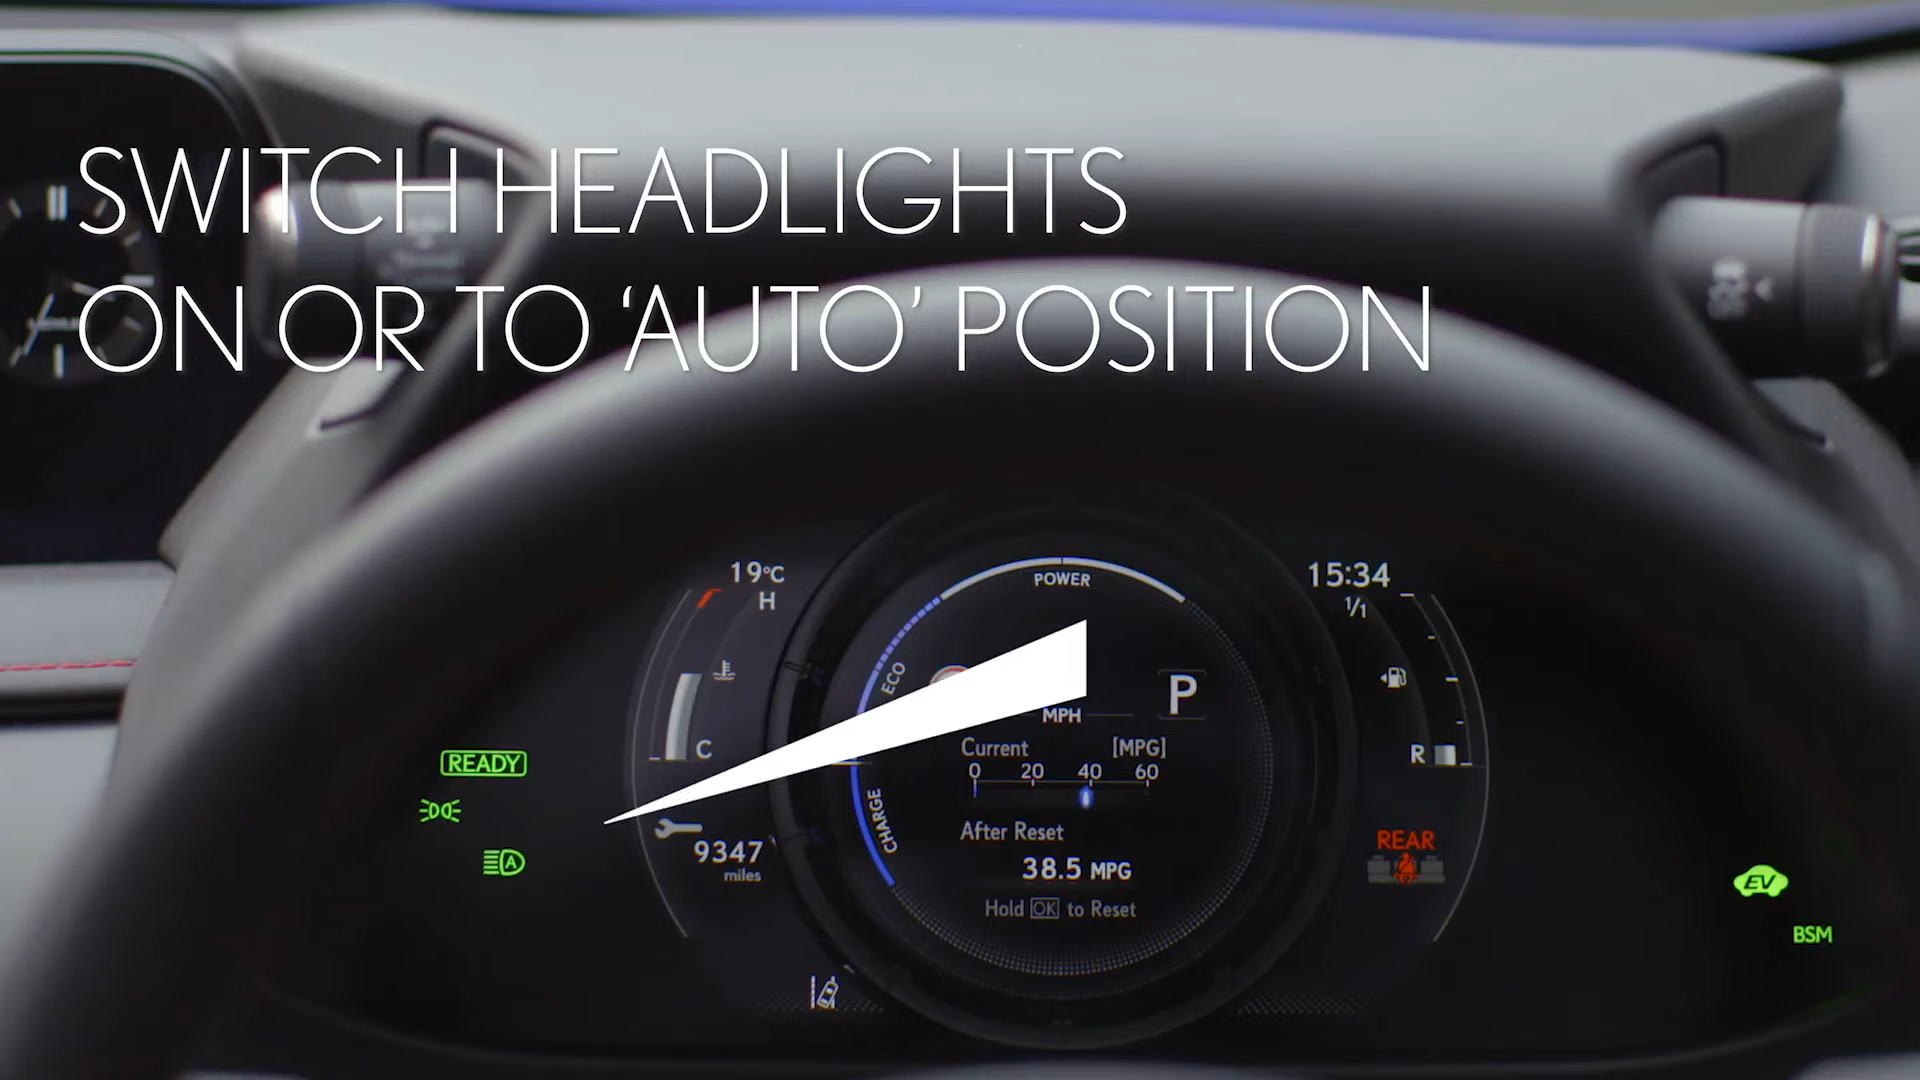 SWITCH HEADLIGHTS
ON OR TO ‘AUTO’ POSITION
19°C
H
15:34
1/1
POWER
ECO
P
MPH
C
R
READY
Current [MPG]
0 20 40 60
CHARGE
After Reset
9347
miles
38.5 MPG
Hold OK to Reset
A
REAR
EV
BSM